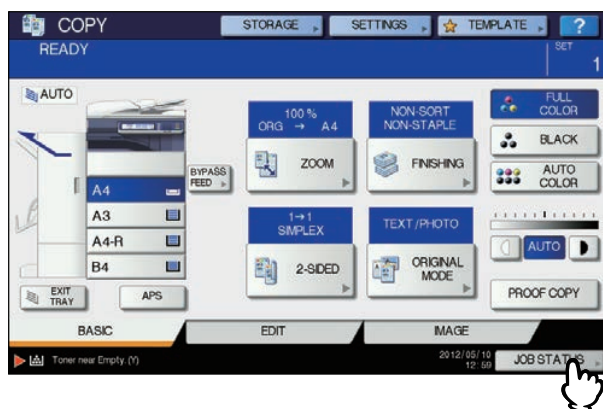 COPY
STORAGE
SETTINGS
TEMPLATE
?
READY
SET
1
AUTO
100 %
ORG → A4
ZOOM
NON-SORT
NON-STAPLE
FINISHING
FULL
COLOR
BLACK
AUTO
COLOR
A4
A3
A4-R
B4
BYPASS
FEED
1→1
SIMPLEX
2-SIDED
TEXT/PHOTO
ORIGINAL
MODE
AUTO
EXIT
TRAY
APS
PROOF COPY
BASIC
EDIT
IMAGE
Toner near Empty.(Y)
2012/05/10
12:59
JOB STATUS